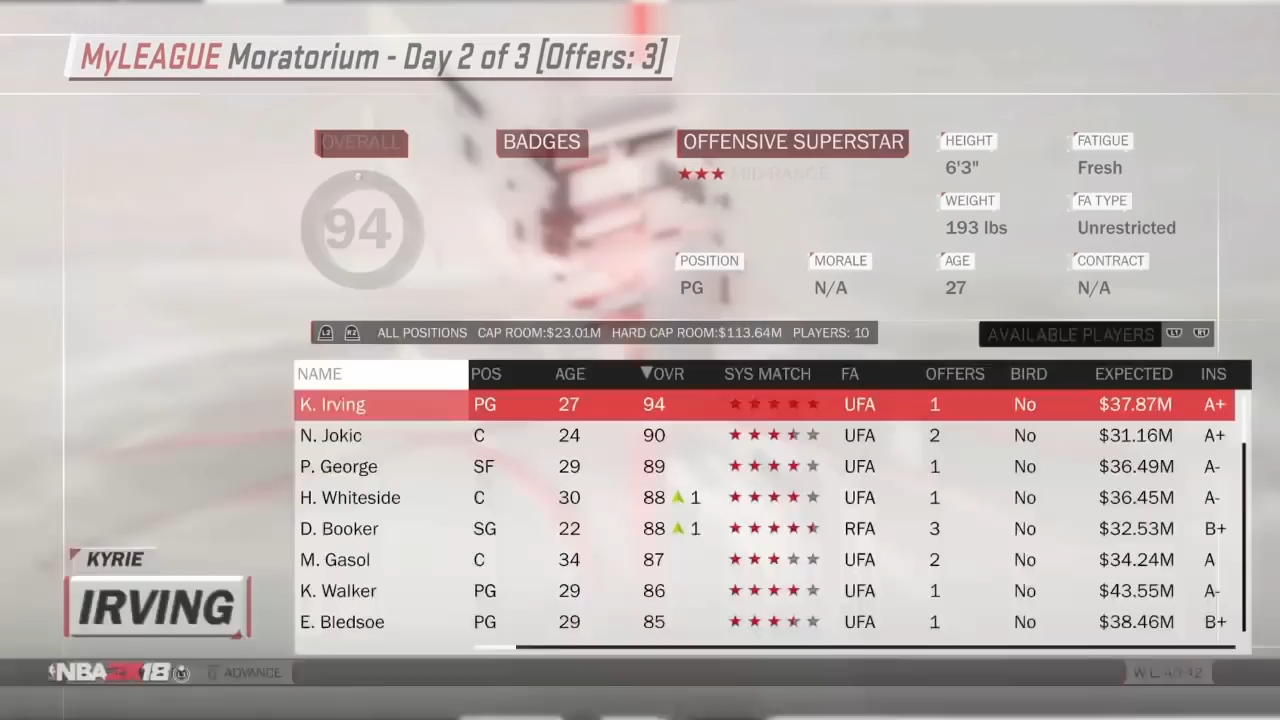 MyLEAGUE Moratorium - Day 2 of 3 [Offers: 3]
OVERALL BADGES OFFENSIVE SUPERSTAR HEIGHT FATIGUE
94 MID-RANGE 6'3" Fresh
WEIGHT FA TYPE
193 lbs Unrestricted
POSITION MORALE AGE CONTRACT
PG N/A 27 N/A
L2 R2 ALL POSITIONS CAP ROOM:$23.01M HARD CAP ROOM:$113.64M PLAYERS: 10 AVAILABLE PLAYERS L1 R1
NAME POS AGE OVR SYS MATCH FA OFFERS BIRD EXPECTED INS
K. Irving PG 27 94 UFA 1 No $37.87M A+
N. Jokic C 24 90 UFA 2 No $31.16M A+
P. George SF 29 89 UFA 1 No $36.49M A-
H. Whiteside C 30 88 1 UFA 1 No $36.45M A-
D. Booker SG 22 88 1 RFA 3 No $32.53M B+
M. Gasol C 34 87 UFA 2 No $34.24M A
K. Walker PG 29 86 UFA 1 No $43.55M A-
E. Bledsoe PG 29 85 UFA 1 No $38.46M B+
KYRIE
IRVING
NBA 2K18 ADVANCE